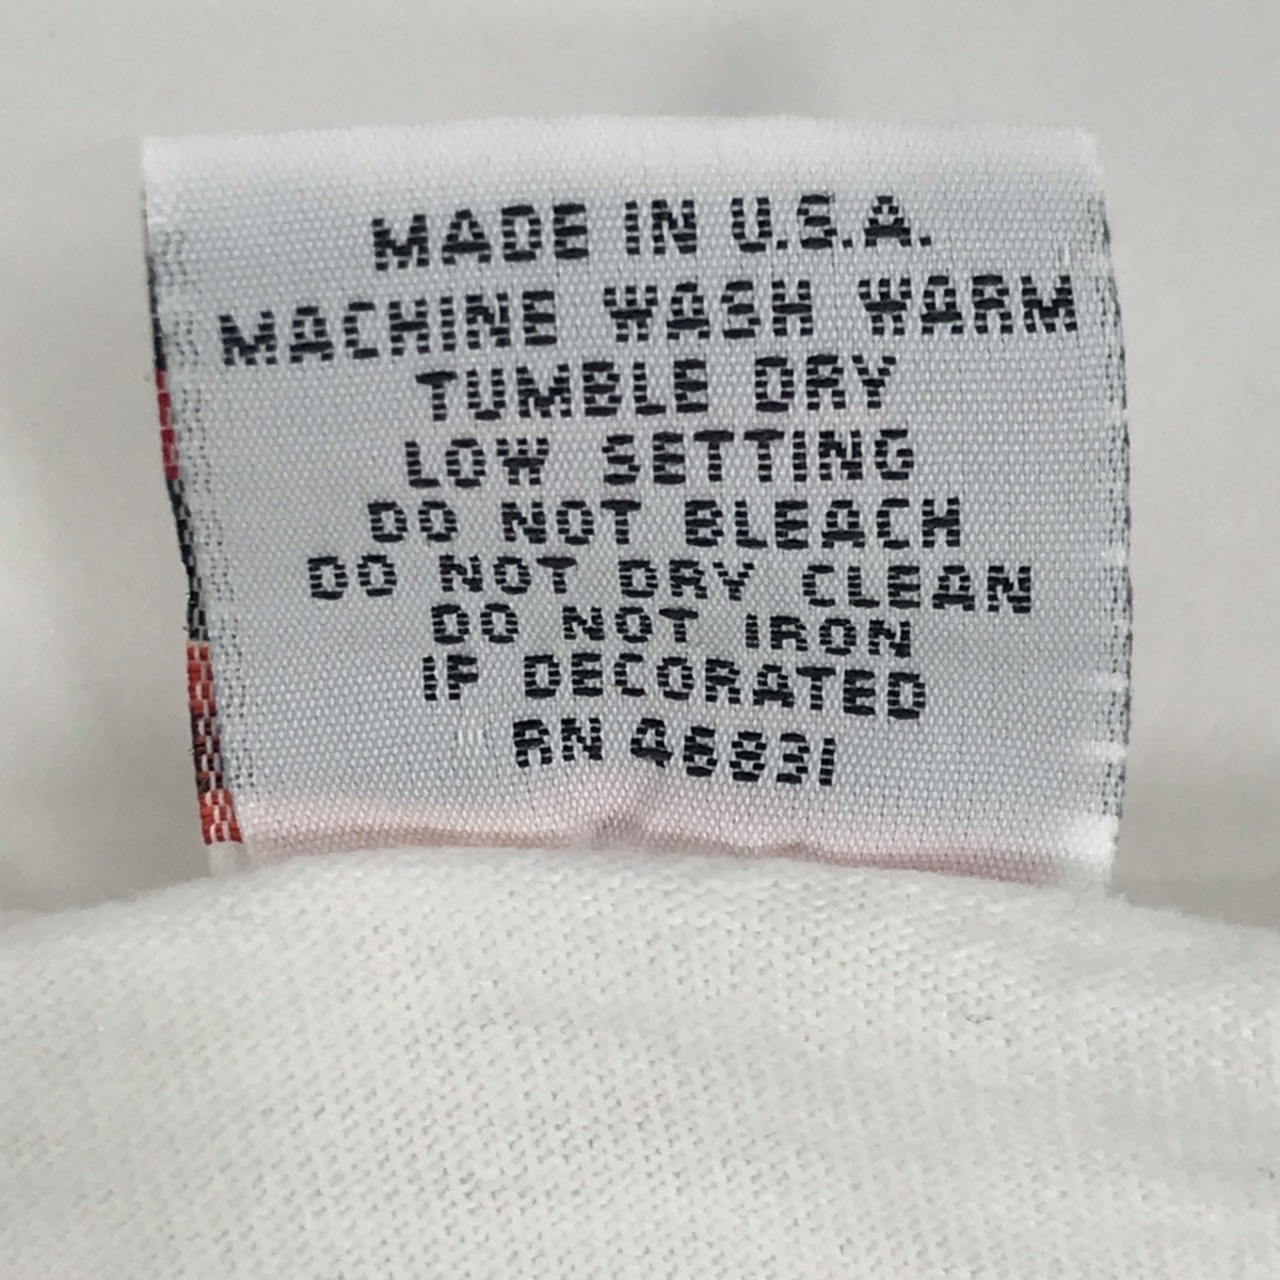 MADE IN U.S.A.
MACHINE WASH WARM
TUMBLE DRY
LOW SETTING
DO NOT BLEACH
DO NOT DRY CLEAN
DO NOT IRON
IF DECORATED
RN 46831